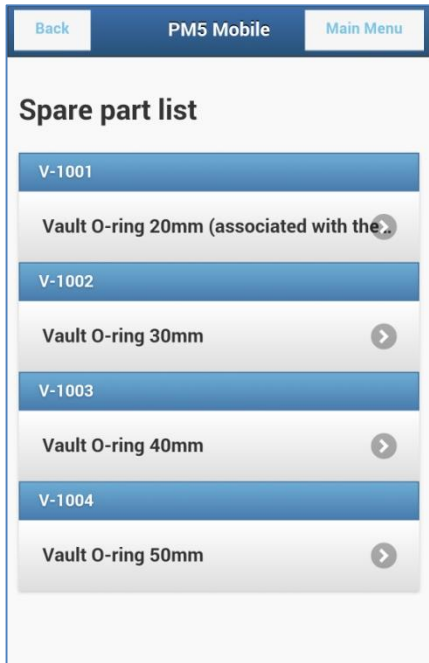 Back PM5 Mobile Main Menu
Spare part list
V-1001
Vault O-ring 20mm (associated with the..
V-1002
Vault O-ring 30mm
V-1003
Vault O-ring 40mm
V-1004
Vault O-ring 50mm